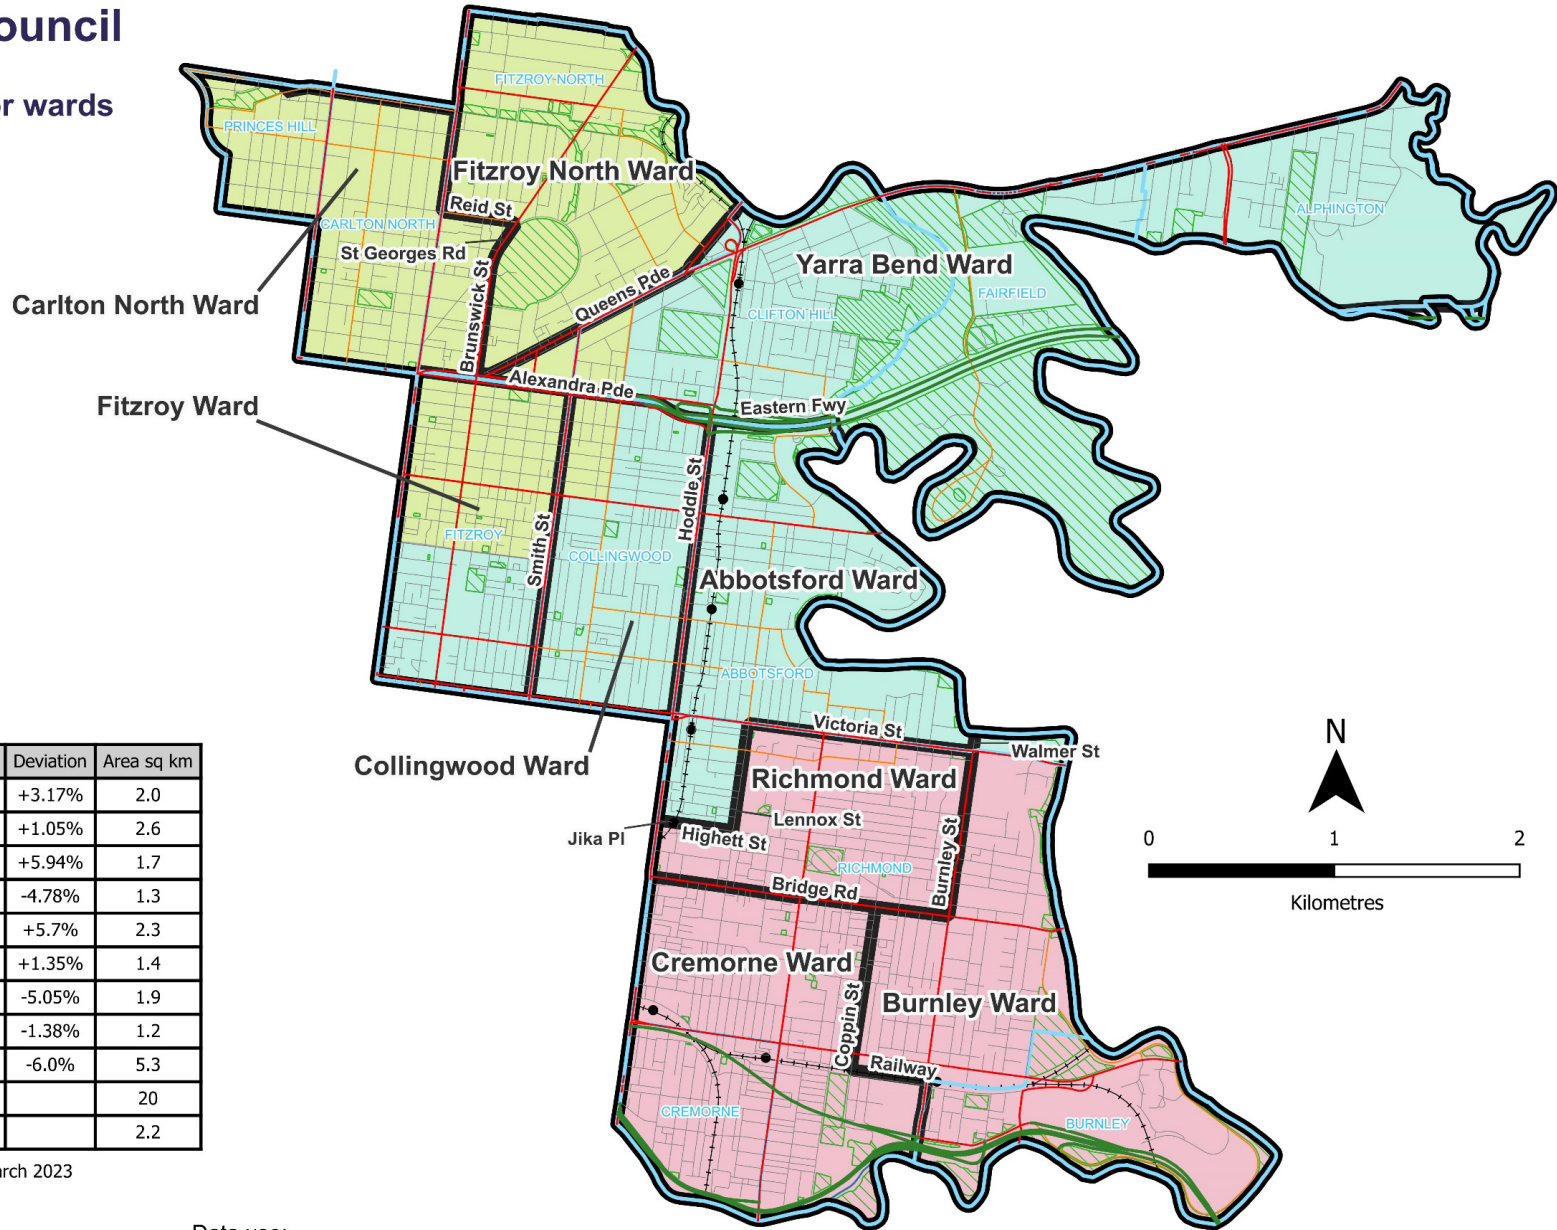 ouncil
or wards
FITZROY NORTH
PRINCES HILL
Fitzroy North Ward
Reid St
CARLTON NORTH
St Georges Rd
ALPHINGTON
Yarra Bend Ward
FAIRFIELD
Carlton North Ward
Brunswick St
Queens Pde
CLIFTON HILL
Alexandra Pde
Eastern Fwy
Fitzroy Ward
Hoddle St
Smith St
FITZROY
COLLINGWOOD
Abbotsford Ward
ABBOTSFORD
Victoria St
Walmer St
Collingwood Ward
Richmond Ward
Lennox St
Jika Pl
Highett St
RICHMOND
Burnley St
Bridge Rd
Cremorne Ward
Burnley Ward
Coppin St
Railway
CREMORNE
BURNLEY
N
0 1 2
Kilometres
Deviation Area sq km
+3.17% 2.0
+1.05% 2.6
+5.94% 1.7
-4.78% 1.3
+5.7% 2.3
+1.35% 1.4
-5.05% 1.9
-1.38% 1.2
-6.0% 5.3
20
2.2
arch 2023